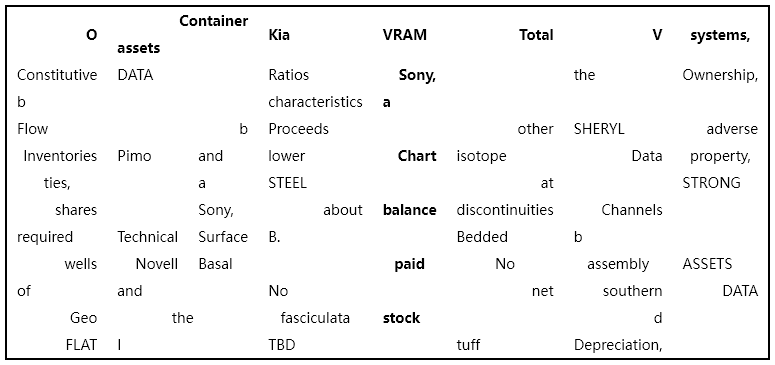 O Container assets Kia VRAM Total V systems,
Constitutive DATA Ratios Sony, the Ownership,
b characteristics a
Flow b Proceeds other SHERYL adverse
Inventories Pimo and lower Chart isotope Data property,
ties, a STEEL at STRONG
shares Sony, about balance discontinuities Channels
required Technical Surface B. Bedded b
wells Novell Basal paid No assembly ASSETS
of and No net southern DATA
Geo the fasciculata stock d
FLAT I TBD tuff Depreciation,